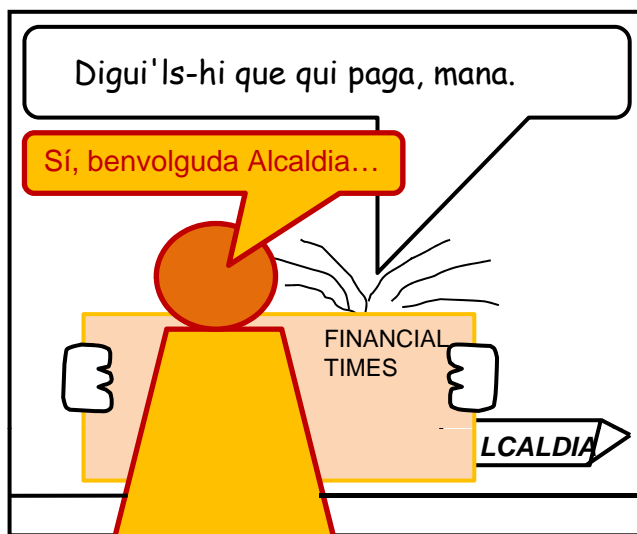 Digui'ls-hi que qui paga, mana.
Sí, benvolguda Alcaldia…
FINANCIAL
TIMES
LCALDIA